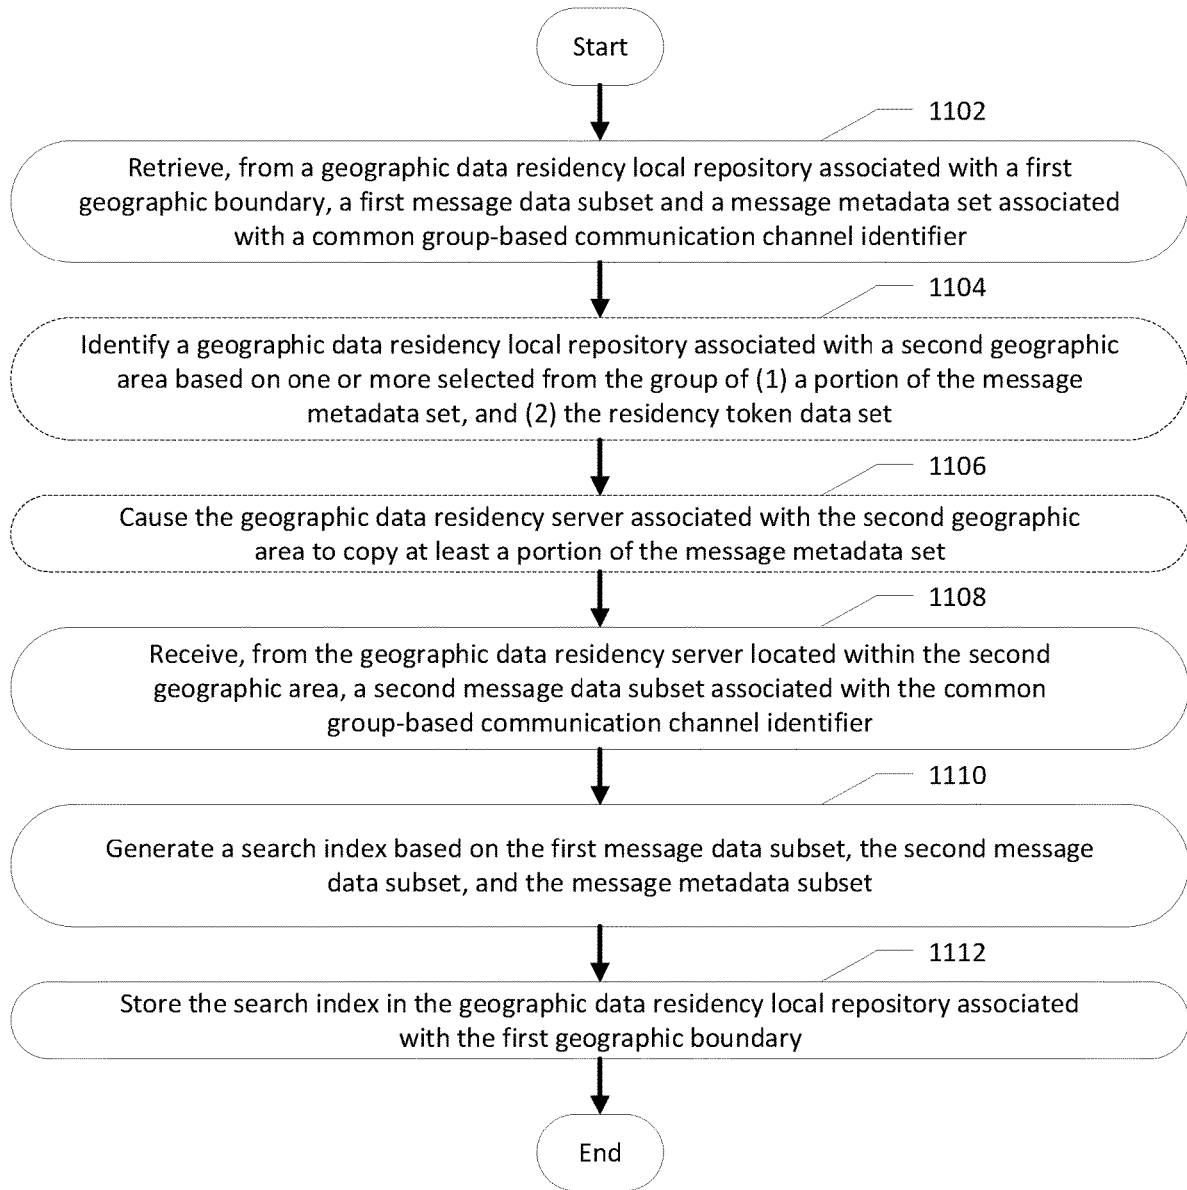 Start
1102
Retrieve, from a geographic data residency local repository associated with a first
geographic boundary, a first message data subset and a message metadata set associated
with a common group-based communication channel identifier
1104
Identify a geographic data residency local repository associated with a second geographic
area based on one or more selected from the group of (1) a portion of the message
metadata set, and (2) the residency token data set
1106
Cause the geographic data residency server associated with the second geographic
area to copy at least a portion of the message metadata set
1108
Receive, from the geographic data residency server located within the second
geographic area, a second message data subset associated with the common
group-based communication channel identifier
1110
Generate a search index based on the first message data subset, the second message
data subset, and the message metadata subset
1112
Store the search index in the geographic data residency local repository associated
with the first geographic boundary
End